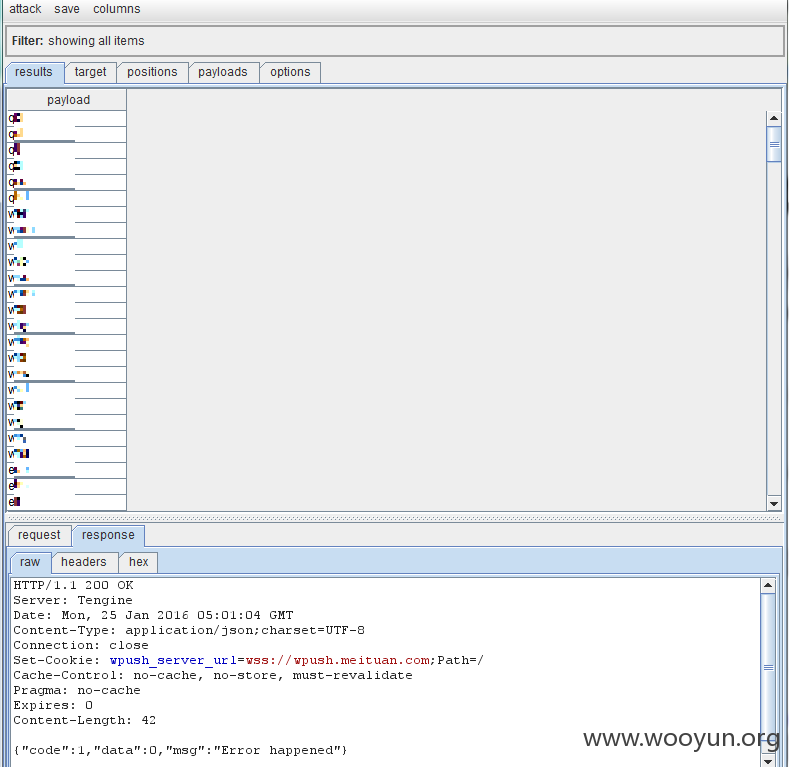 attack save columns
Filter: showing all items
results target positions payloads options
payload
request response
raw headers hex
HTTP/1.1 200 OK
Server: Tengine
Date: Mon, 25 Jan 2016 05:01:04 GMT
Content-Type: application/json;charset=UTF-8
Connection: close
Set-Cookie: wpush_server_url=wss://wpush.meituan.com;Path=/
Cache-Control: no-cache, no-store, must-revalidate
Pragma: no-cache
Expires: 0
Content-Length: 42
{"code":1,"data":0,"msg":"Error happened"}
www.wooyun.org